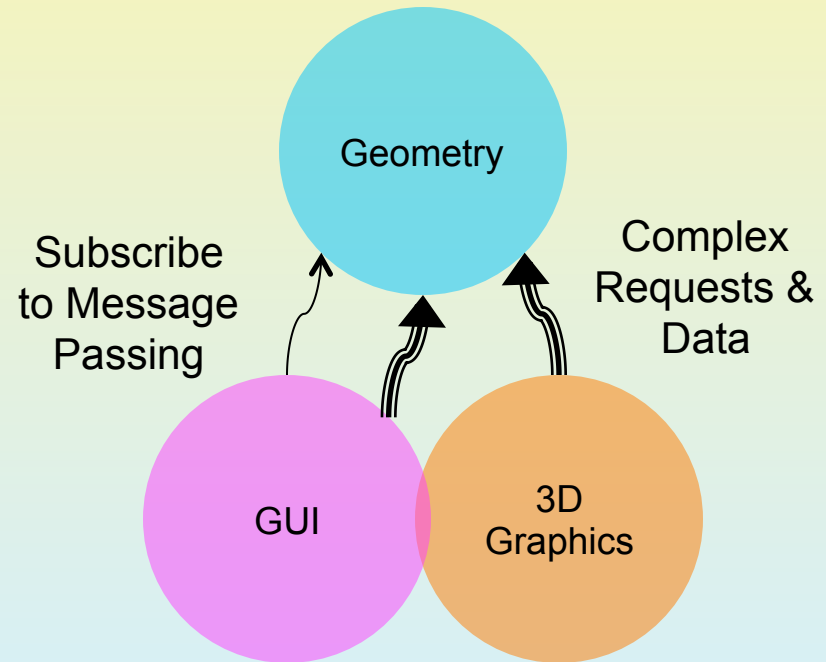 Geometry
Subscribe
to Message
Passing
Complex
Requests &
Data
GUI
3D
Graphics